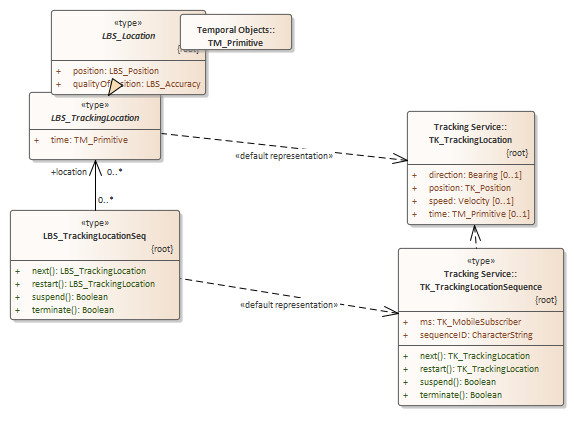 «type»
LBS_Location
{root}
+ position: LBS_Position
+ qualityOfPosition: LBS_Accuracy
Temporal Objects::
TM_Primitive
«type»
LBS_TrackingLocation
+ time: TM_Primitive
«default representation»
Tracking Service::
TK_TrackingLocation
{root}
+ direction: Bearing [0..1]
+ position: TK_Position
+ speed: Velocity [0..1]
+ time: TM_Primitive [0..1]
+location 0..*
0..*
«type»
LBS_TrackingLocationSeq
{root}
+ next(): LBS_TrackingLocation
+ restart(): LBS_TrackingLocation
+ suspend(): Boolean
+ terminate(): Boolean
«default representation»
«type»
Tracking Service::
TK_TrackingLocationSequence
{root}
+ ms: TK_MobileSubscriber
+ sequenceID: CharacterString
+ next(): TK_TrackingLocation
+ restart(): TK_TrackingLocation
+ suspend(): Boolean
+ terminate(): Boolean